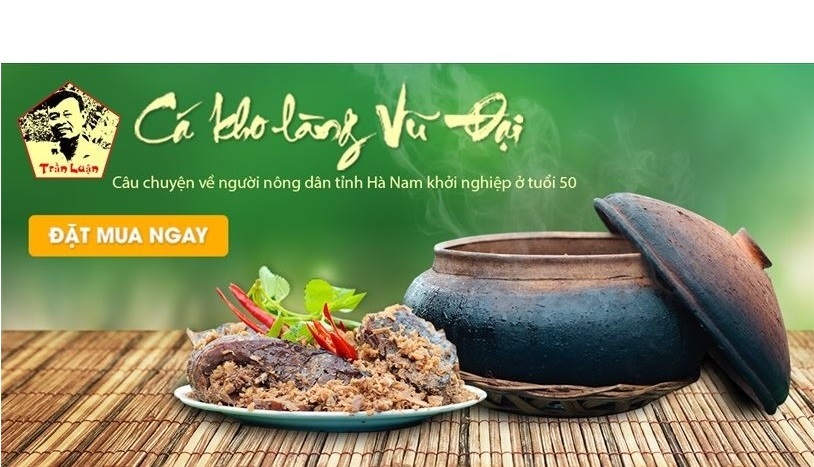 Cá kho làng Vũ Đại
Trần Luận
Câu chuyện về người nông dân tỉnh Hà Nam khởi nghiệp ở tuổi 50
ĐẶT MUA NGAY